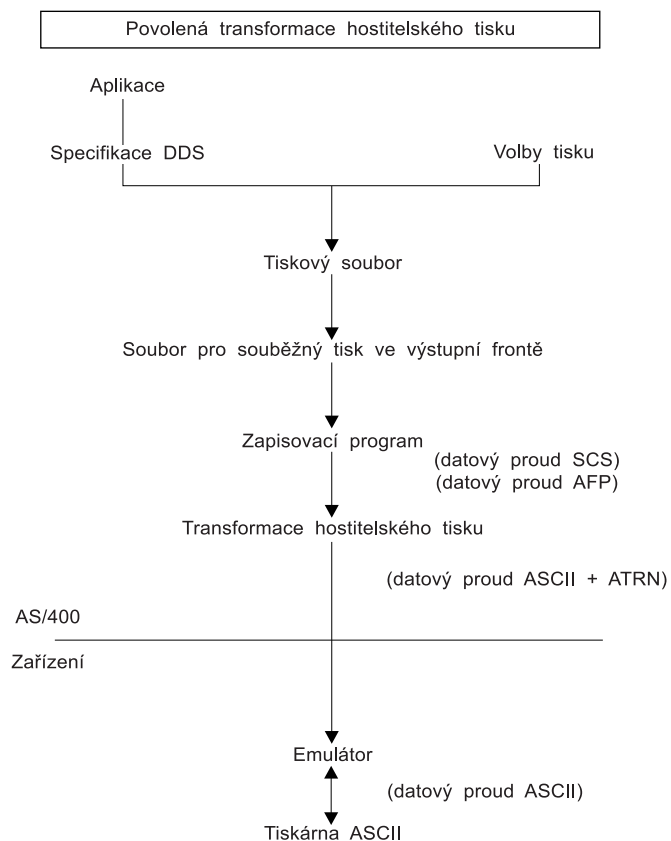 Povolená transformace hostitelského tisku
Aplikace
Specifikace DDS
Volby tisku
Tiskový soubor
Soubor pro souběžný tisk ve výstupní frontě
Zapisovací program
(datový proud SCS)
(datový proud AFP)
Transformace hostitelského tisku
(datový proud ASCII + ATRN)
AS/400
Zařízení
Emulátor
(datový proud ASCII)
Tiskárna ASCII